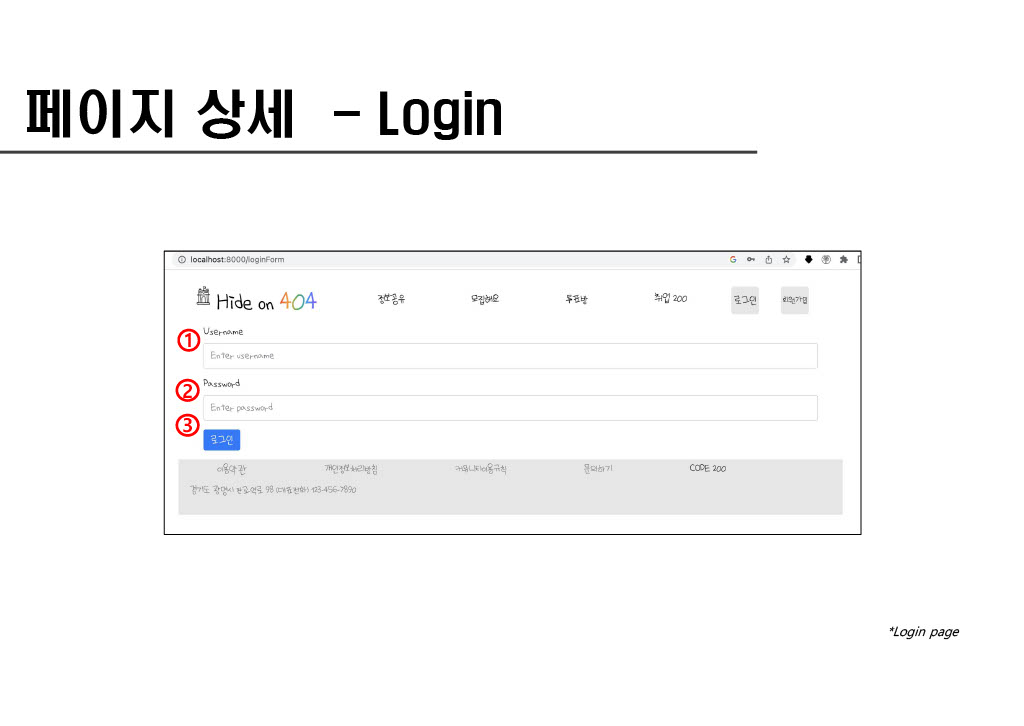 페이지 상세 – Login
localhost:8000/loginForm
Hide on 404 정보공유 모집해요 투표방 취업 200 로그인 회원가입
① Username
Enter username
② Password
Enter password
③
로그인
이용약관 개인정보처리방침 커뮤니티이용규칙 문의하기 CODE 200
경기도 광명시 판교역로 98 (대표전화) 123-456-7890
*Login page